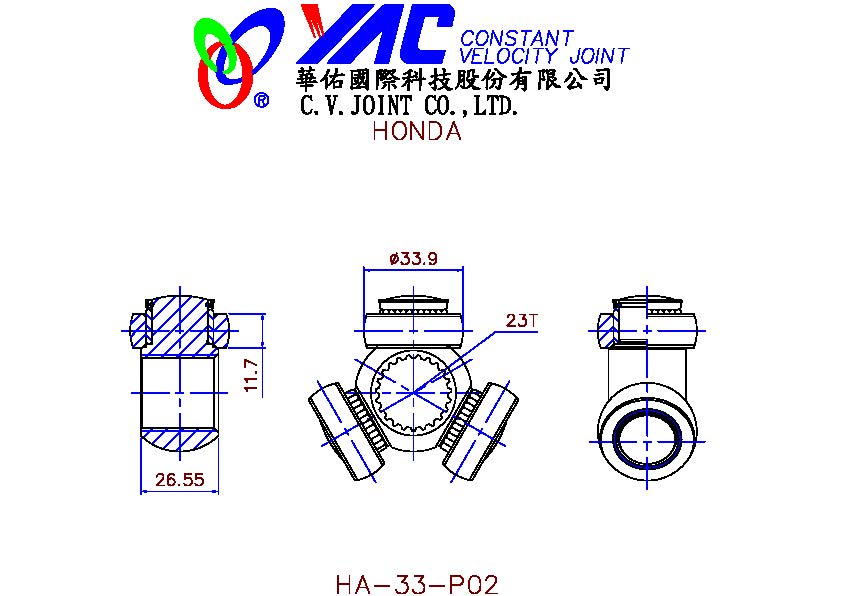 YAC CONSTANT
VELOCITY JOINT
®
華佑國際科技股份有限公司
C.V.JOINT CO.,LTD.
HONDA
ø33.9
23T
11.7
26.55
HA-33-P02